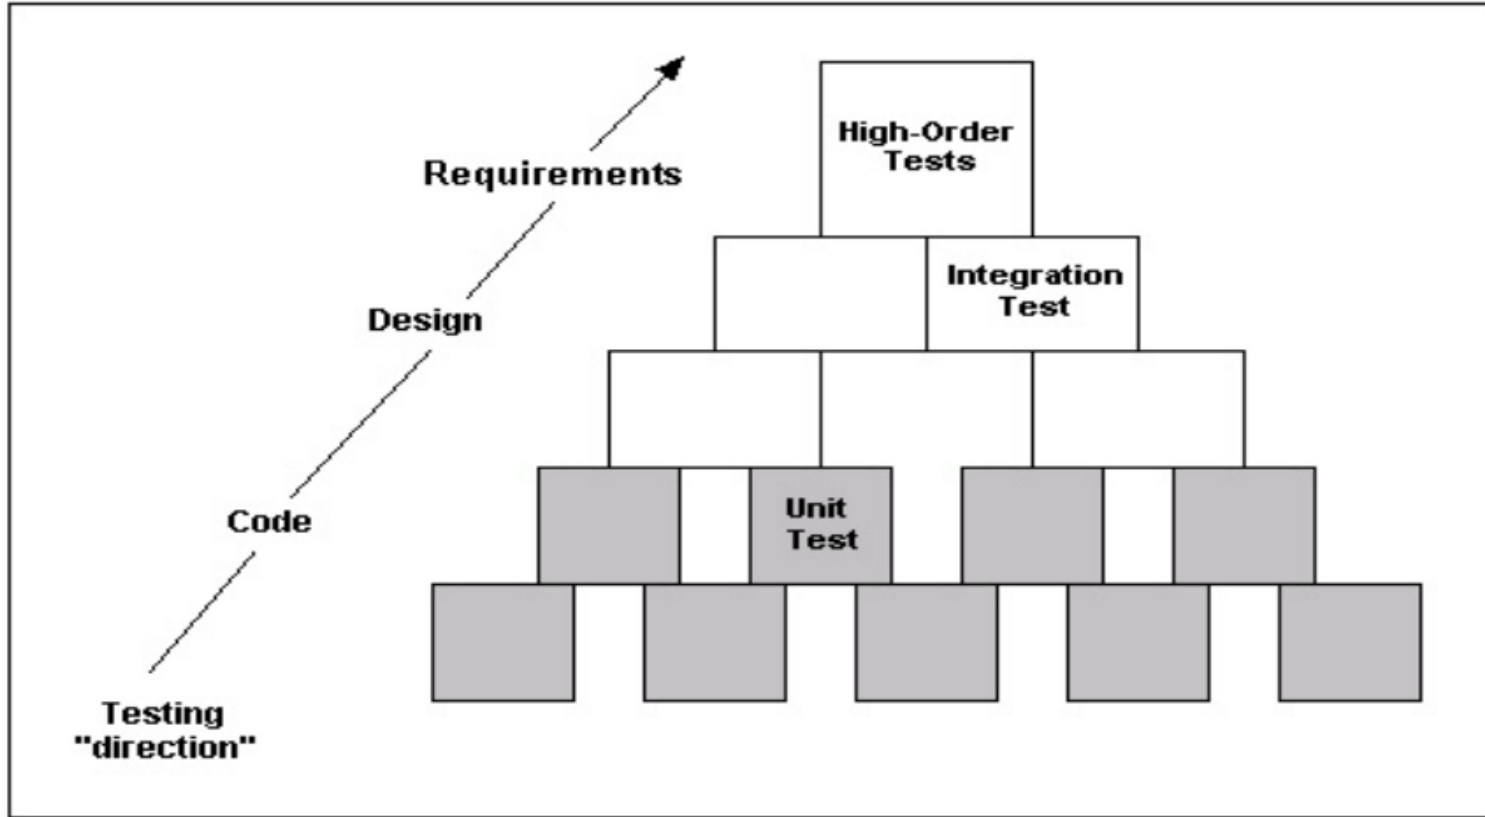 High-Order
Tests
Requirements
Integration
Test
Design
Unit
Test
Code
Testing
"direction"